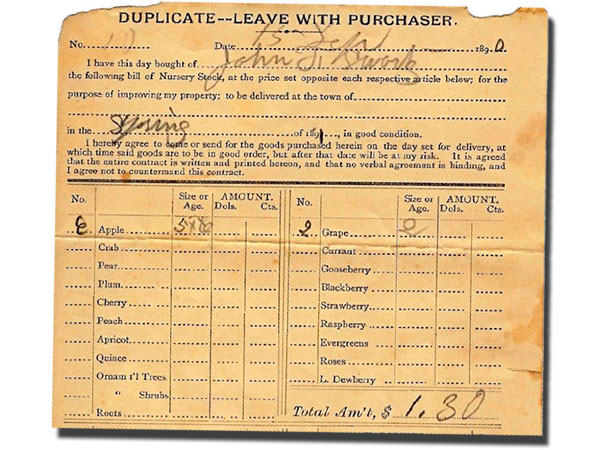 DUPLICATE--LEAVE WITH PURCHASER.
No. Date 1890
I have this day bought of John
the following bill of Nursery Stock, at the price set opposite each respective article below; for the
purpose of improving my property; to be delivered at the town of
in the Spring of 1891, in good condition.
I hereby agree to come or send for the goods purchased herein on the day set for delivery, at
which time said goods are to be in good order, but after that date will be at my risk. It is agreed
that the entire contract is written and printed hereon, and that no verbal agreement is binding, and
I agree not to countermand this contract.
No. Size or Age. AMOUNT. Dols. Cts.
6 Apple 5x6
Crab
Pear
Plum
Cherry
Peach
Apricot
Quince
Ornam t'l Trees
" Shrubs
Roots
No. Size or Age. AMOUNT. Dols. Cts.
2 Grape 2
Currant
Gooseberry
Blackberry
Strawberry
Raspberry
Evergreens
Roses
L. Dewberry
Total Am't, $ 1.30